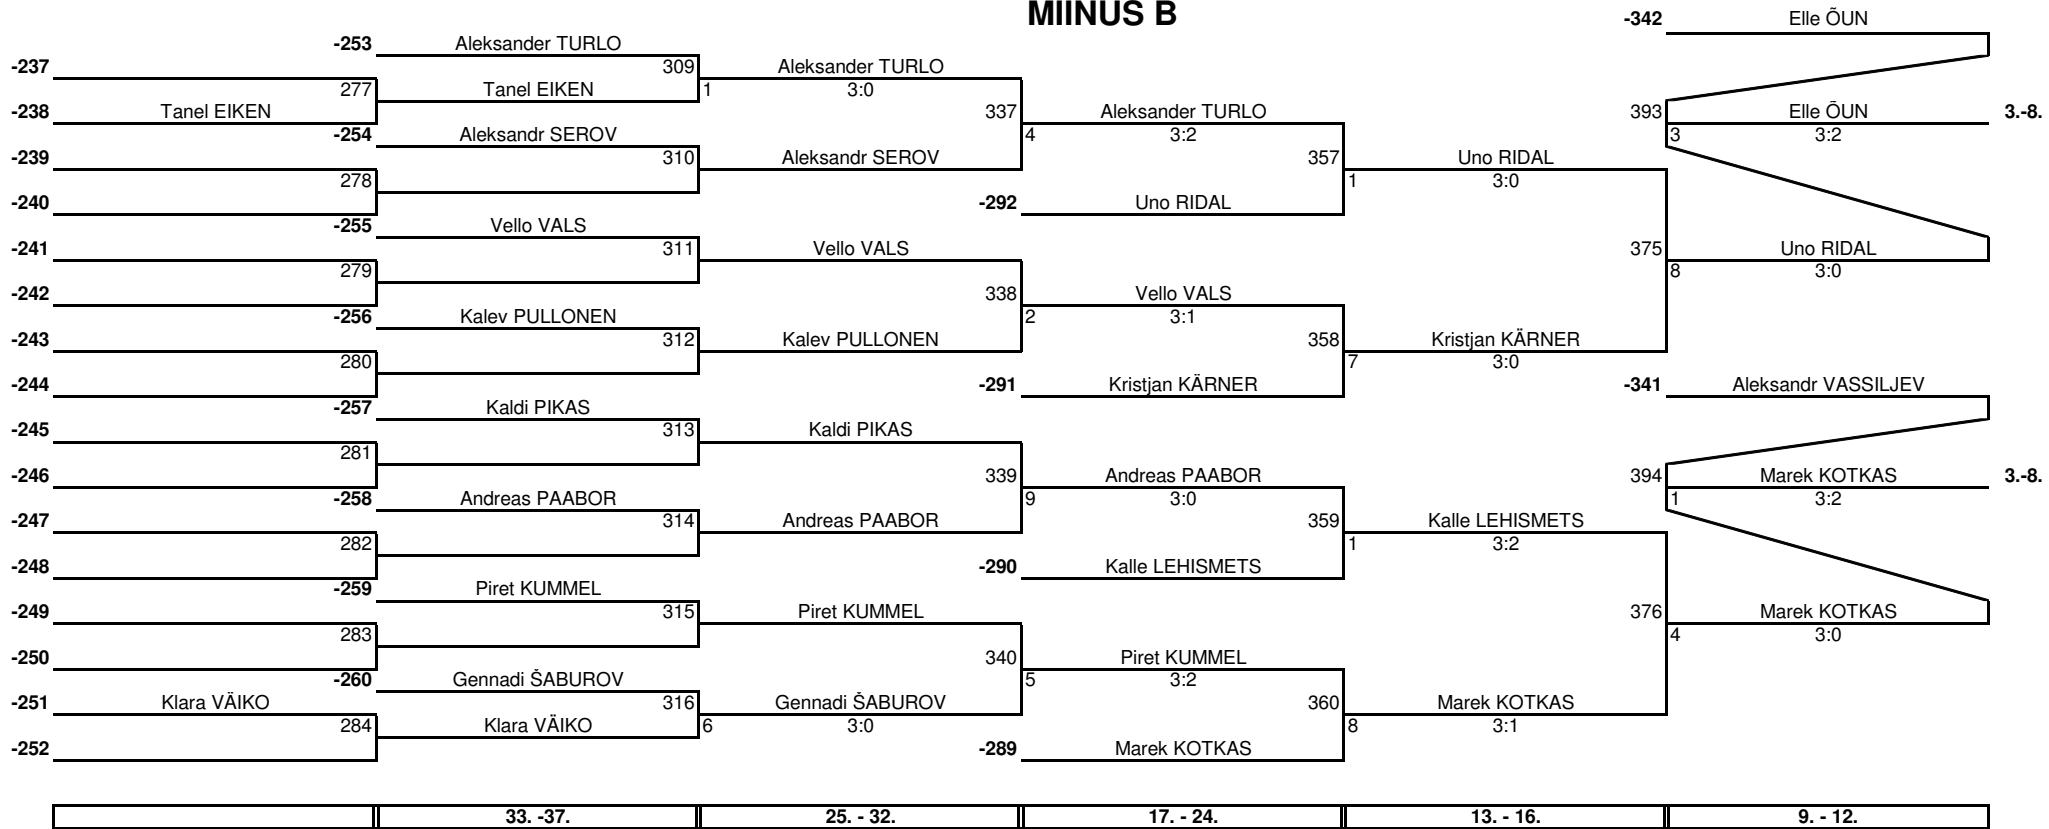 MIINUS B
-342 Elle ÕUN
-253 Aleksander TURLO
-237 309 Aleksander TURLO
277 Tanel EIKEN 1 3:0
-238 Tanel EIKEN 337 Aleksander TURLO 393 Elle ÕUN 3.-8.
-254 Aleksandr SEROV 4 3:2 3 3:2
-239 310 Aleksandr SEROV 357 Uno RIDAL
278 1 3:0
-240 -292 Uno RIDAL
-255 Vello VALS
-241 311 Vello VALS 375 Uno RIDAL
279 8 3:0
-242 338 Vello VALS
-256 Kalev PULLONEN 2 3:1
-243 312 Kalev PULLONEN 358 Kristjan KÄRNER
280 7 3:0
-244 -291 Kristjan KÄRNER -341 Aleksandr VASSILJEV
-257 Kaldi PIKAS
-245 313 Kaldi PIKAS
281
-246 339 Andreas PAABOR 394 Marek KOTKAS 3.-8.
-258 Andreas PAABOR 9 3:0 1 3:2
-247 314 Andreas PAABOR 359 Kalle LEHISMETS
282 1 3:2
-248 -290 Kalle LEHISMETS
-259 Piret KUMMEL
-249 315 Piret KUMMEL 376 Marek KOTKAS
283 4 3:0
-250 340 Piret KUMMEL
-260 Gennadi ŠABUROV 5 3:2
-251 Klara VÄIKO 316 Gennadi ŠABUROV 360 Marek KOTKAS
284 Klara VÄIKO 6 3:0 8 3:1
-252 -289 Marek KOTKAS
33. -37. 25. - 32. 17. - 24. 13. - 16. 9. - 12.